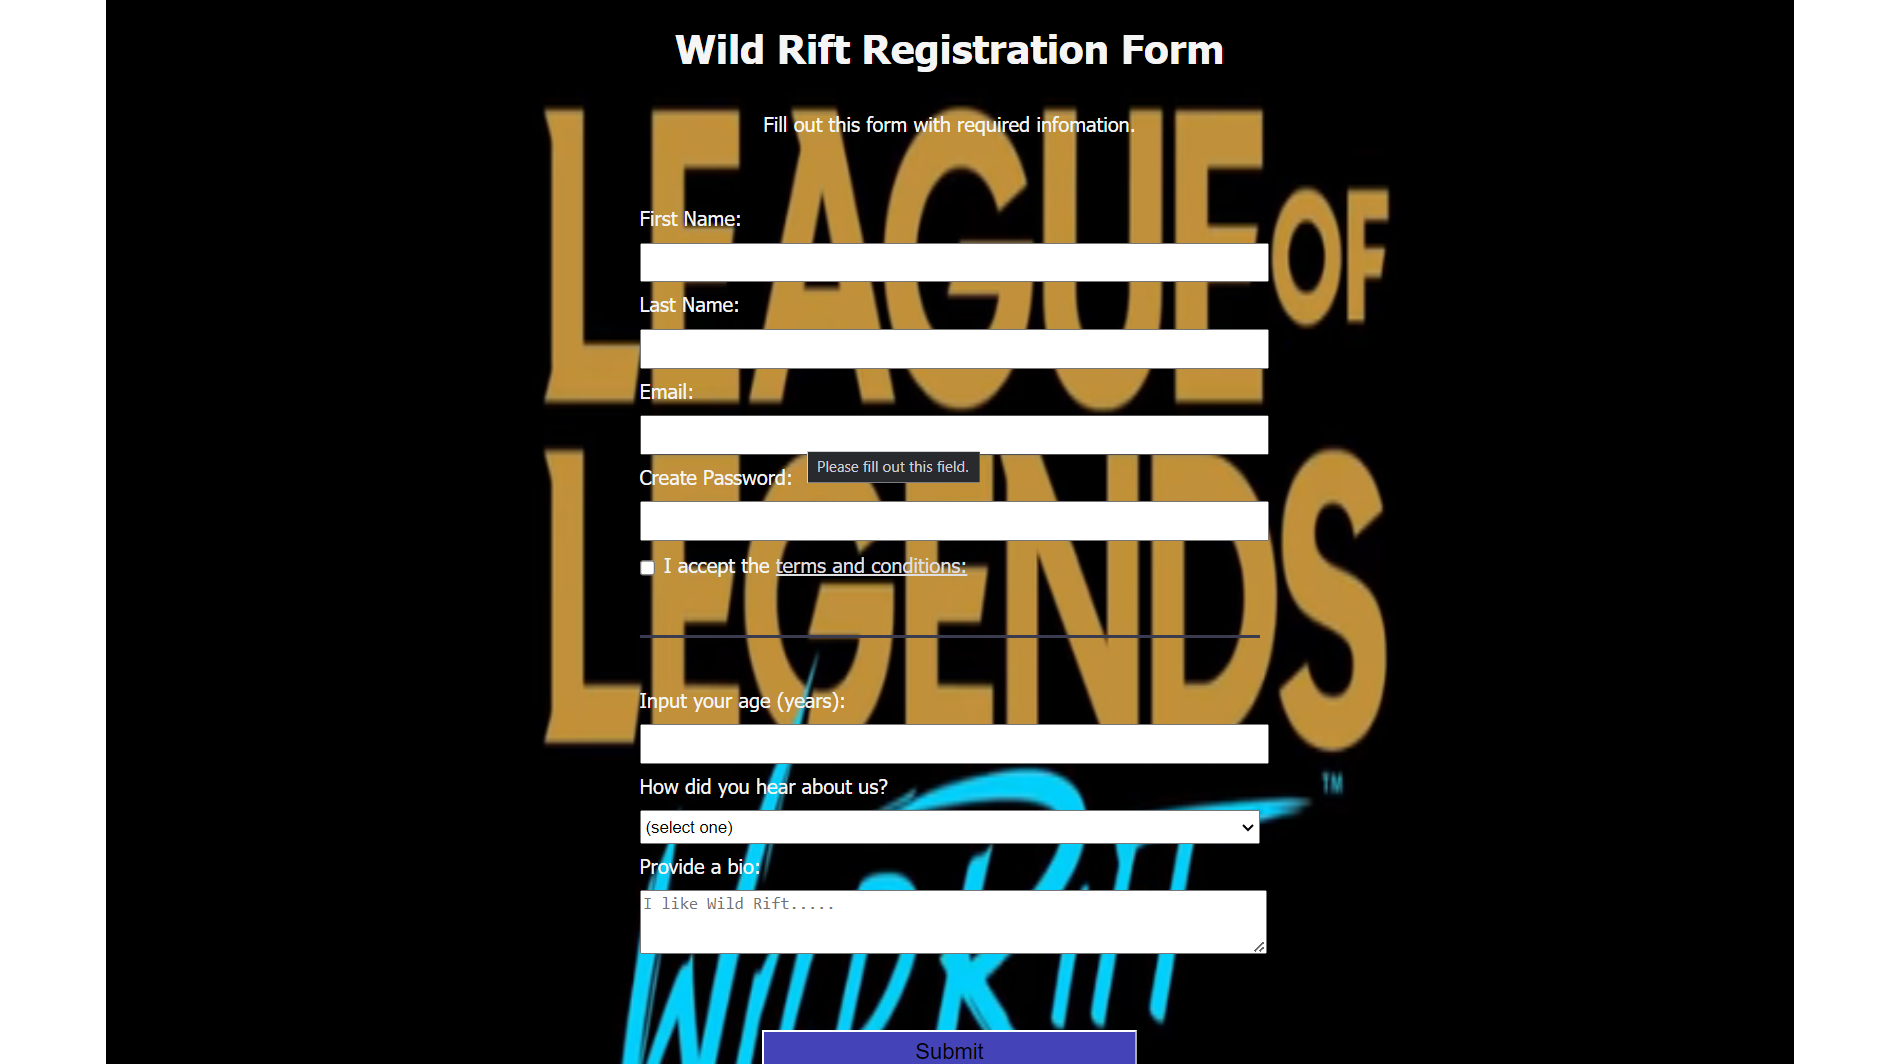 Wild Rift Registration Form
Fill out this form with required infomation.
LEAGUE OF
First Name:
Last Name:
Email:
Please fill out this field.
Create Password:
LEGENDS
I accept the terms and conditions:
Input your age (years):
TM
How did you hear about us?
(select one)
WILD RIFT
Provide a bio:
I like Wild Rift.....
Submit